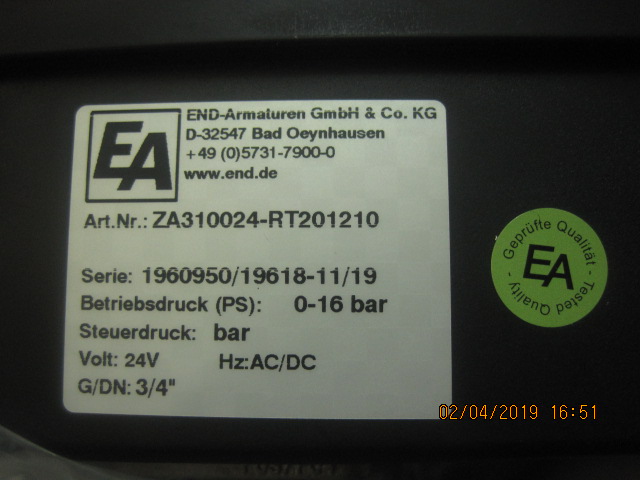 EA
END-Armaturen GmbH & Co. KG
D-32547 Bad Oeynhausen
+49 (0)5731-7900-0
www.end.de
Art.Nr.: ZA310024-RT201210
Serie: 1960950/19618-11/19
Betriebsdruck (PS): 0-16 bar
Steuerdruck: bar
Volt: 24V Hz:AC/DC
G/DN: 3/4"
- Geprüfte Qualität -
EA
Tested Quality
02/04/2019 16:51